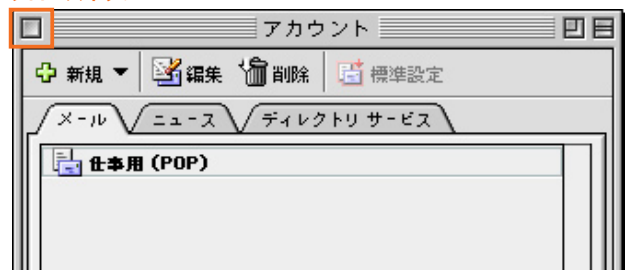 アカウント
新規 編集 削除 標準設定
メール ニュース ディレクトリ サービス
仕事用 (POP)